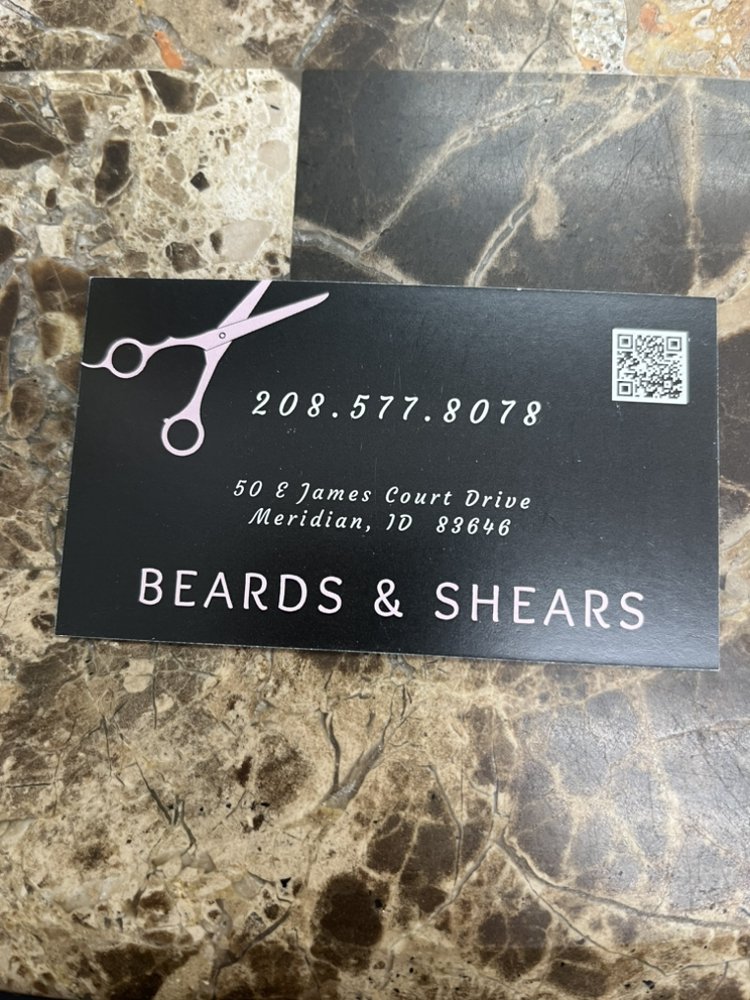 208.577.8078
50 E James Court Drive
Meridian, ID 83646
BEARDS & SHEARS